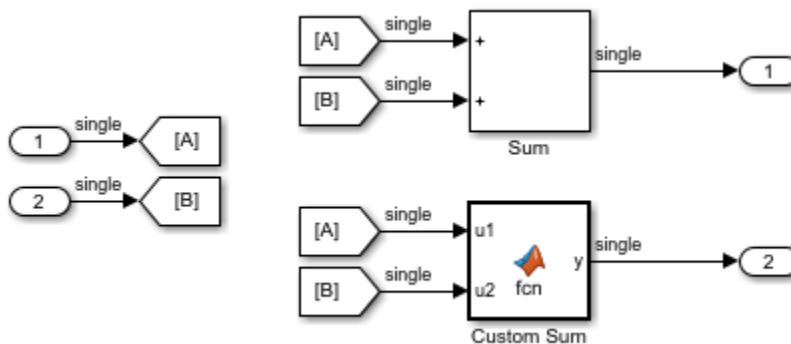 [A] single + single 1
[B] single +
Sum
1 single [A]
2 single [B]
[A] single u1 fcn y single 2
[B] single u2
Custom Sum